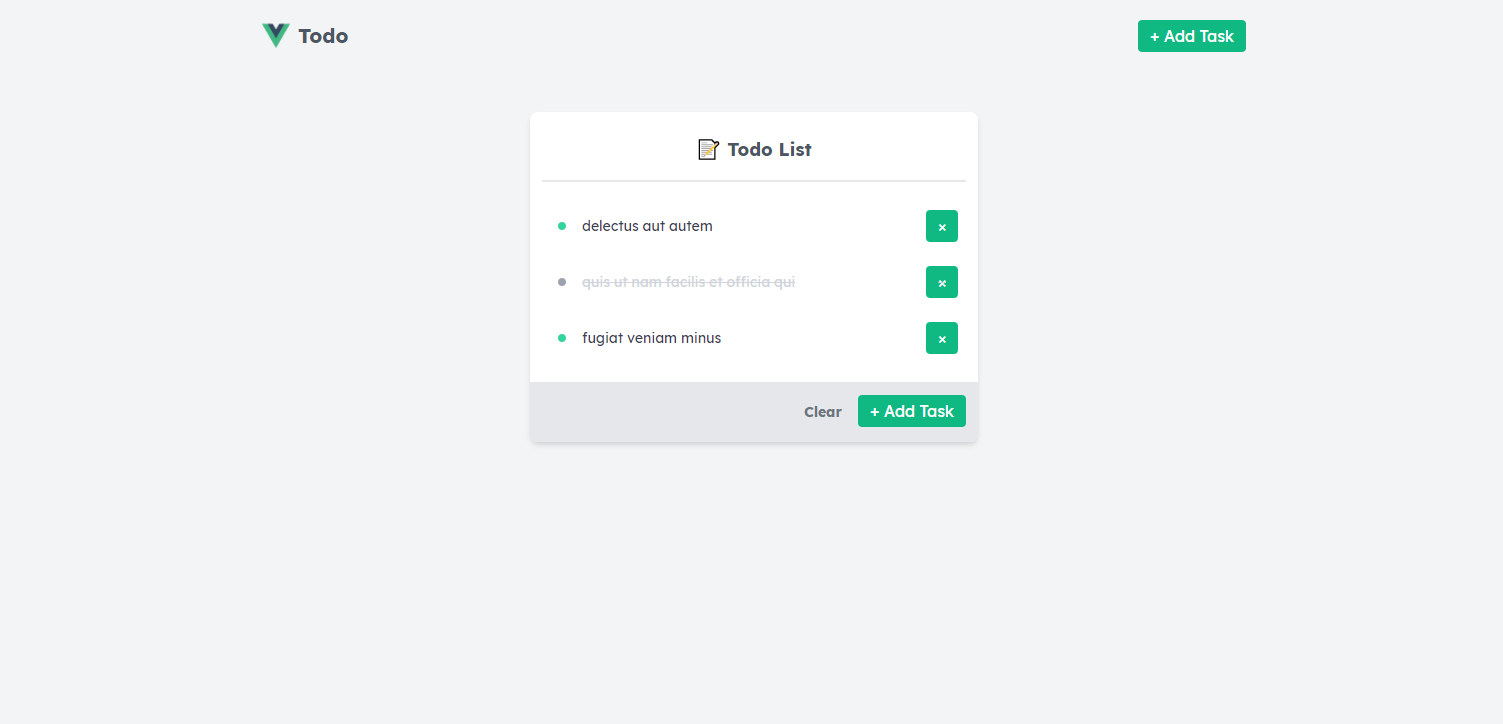 Todo
+ Add Task
📝 Todo List
delectus aut autem
×
quis ut nam facilis et officia qui
×
fugiat veniam minus
×
Clear
+ Add Task